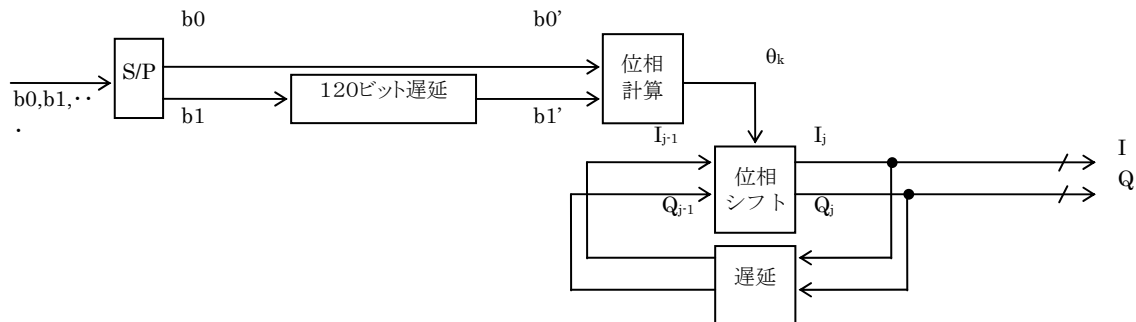 b0
b0'
S/P
120ビット遅延
位相
計算
θk
b0,b1,‥
.
b1
b1'
Ij-1
Ij
I
位相
シフト
Qj-1
Qj
Q
遅延